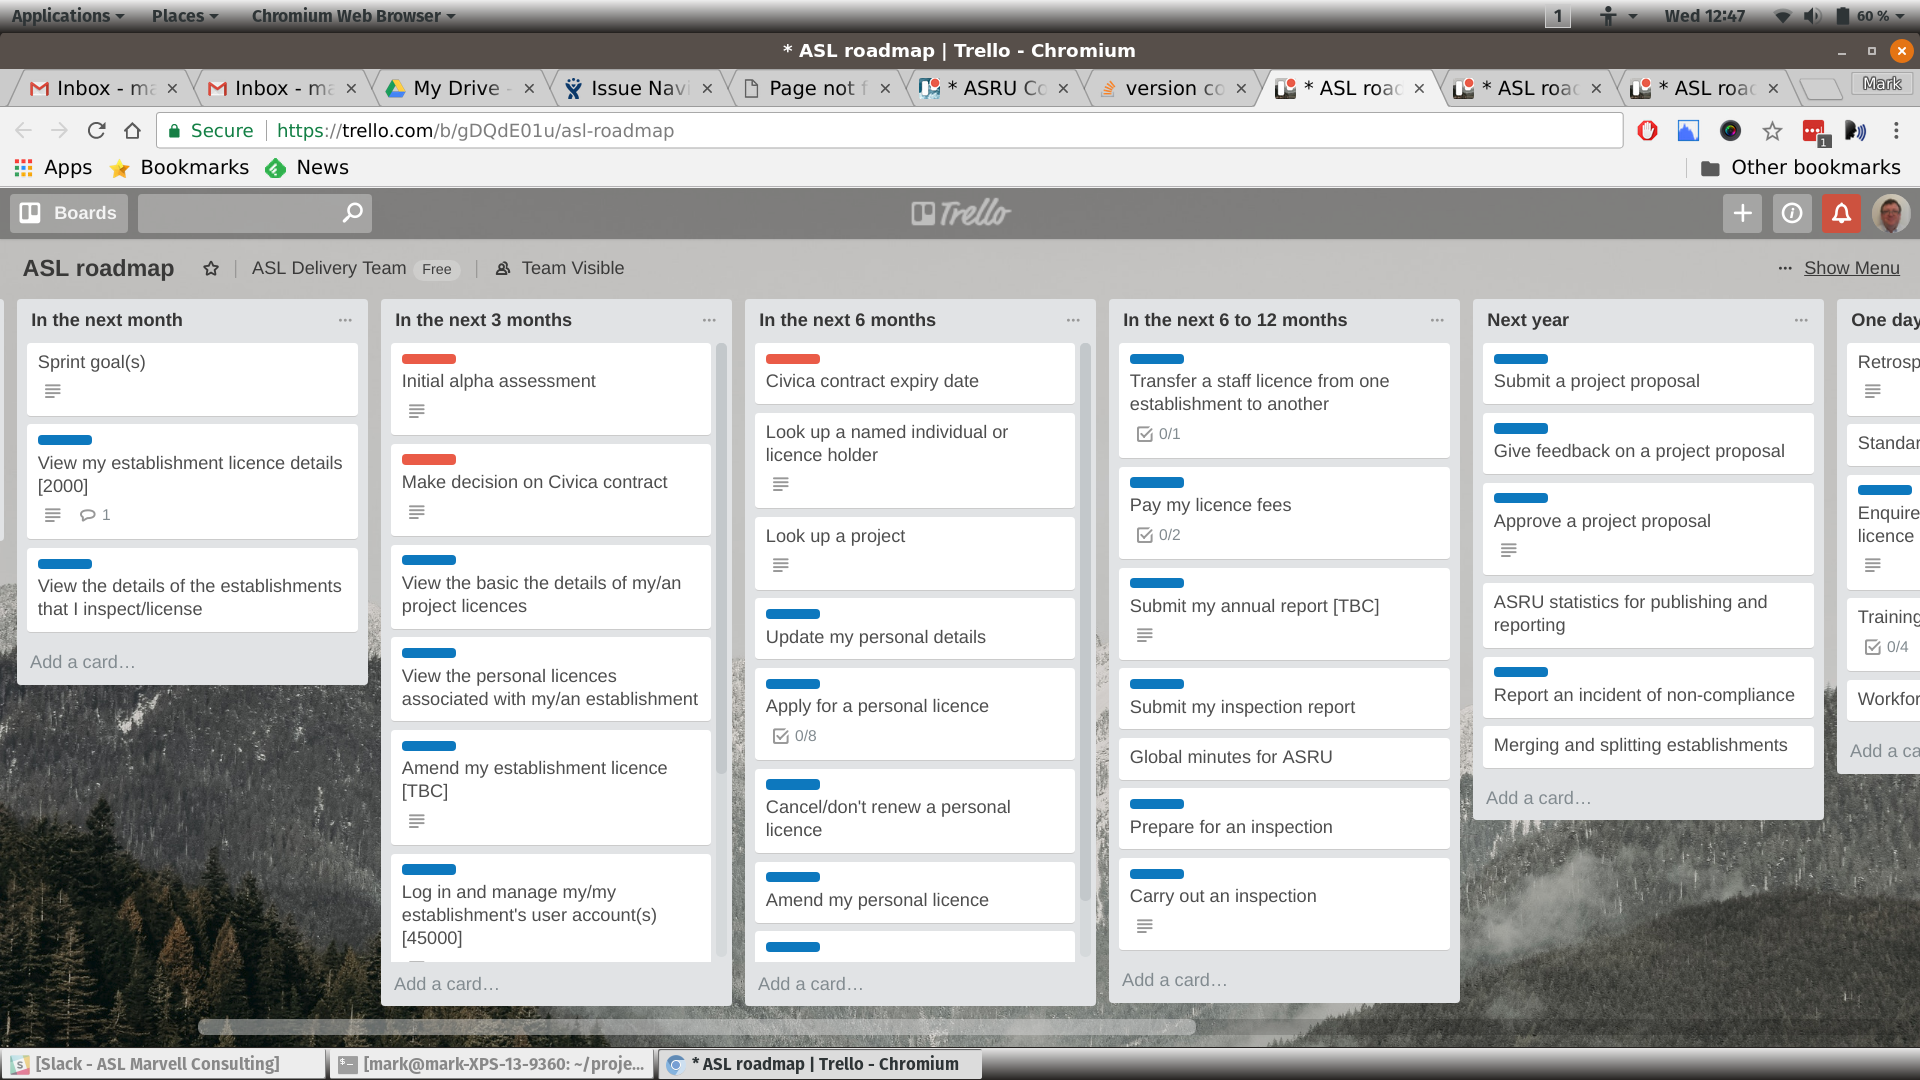 Applications Places Chromium Web Browser 1 Wed 12:47 60 %
* ASL roadmap | Trello - Chromium
Inbox - ma Inbox - ma My Drive - Issue Navi Page not f * ASRU Co version co * ASL road * ASL roa * ASL road Mark
Secure https://trello.com/b/gDQdE01u/asl-roadmap 1
Apps Bookmarks News Other bookmarks
Boards Trello
ASL roadmap ASL Delivery Team Free Team Visible ... Show Menu
In the next month
Sprint goal(s)
View my establishment licence details
[2000]
1
View the details of the establishments
that I inspect/license
Add a card…
In the next 3 months
Initial alpha assessment
Make decision on Civica contract
View the basic the details of my/an
project licences
View the personal licences
associated with my/an establishment
Amend my establishment licence
[TBC]
Log in and manage my/my
establishment's user account(s)
[45000]
Add a card…
In the next 6 months
Civica contract expiry date
Look up a named individual or
licence holder
Look up a project
Update my personal details
Apply for a personal licence
0/8
Cancel/don't renew a personal
licence
Amend my personal licence
Add a card…
In the next 6 to 12 months
Transfer a staff licence from one
establishment to another
0/1
Pay my licence fees
0/2
Submit my annual report [TBC]
Submit my inspection report
Global minutes for ASRU
Prepare for an inspection
Carry out an inspection
Add a card…
Next year
Submit a project proposal
Give feedback on a project proposal
Approve a project proposal
ASRU statistics for publishing and
reporting
Report an incident of non-compliance
Merging and splitting establishments
Add a card…
One day
Retrosp
Standar
Enquire
licence
Training
0/4
Workfor
Add a ca
[Slack - ASL Marvell Consulting] [mark@mark-XPS-13-9360: ~/proje... * ASL roadmap | Trello - Chromium